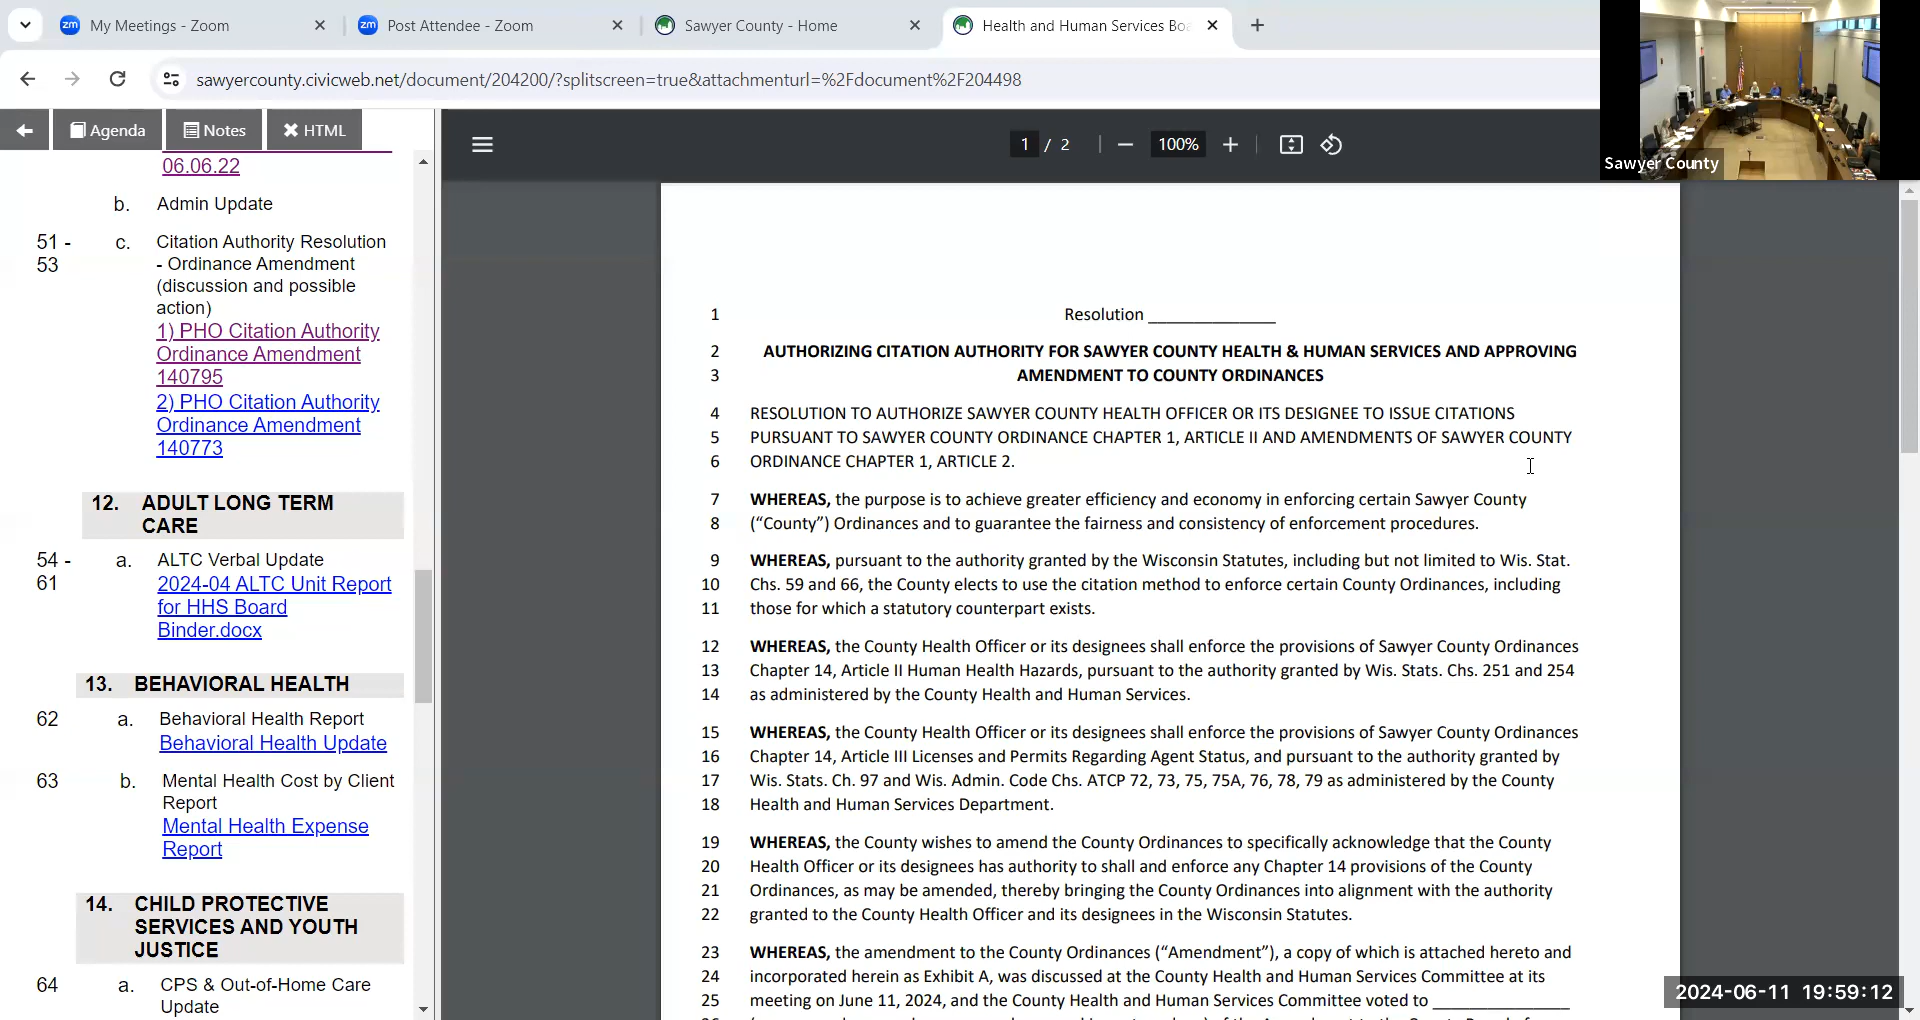 My Meetings - Zoom
Post Attendee - Zoom
Sawyer County - Home
Health and Human Services Boa
sawyercounty.civicweb.net/document/204200/?splitscreen=true&attachmenturl=%2Fdocument%2F204498
Sawyer County
Agenda
Notes
HTML
1 / 2
100%
06.06.22
b. Admin Update
51 - c. Citation Authority Resolution
53 - Ordinance Amendment
(discussion and possible
action)
1) PHO Citation Authority
Ordinance Amendment
140795
2) PHO Citation Authority
Ordinance Amendment
140773
12. ADULT LONG TERM
CARE
54 - a. ALTC Verbal Update
61 2024-04 ALTC Unit Report
for HHS Board
Binder.docx
13. BEHAVIORAL HEALTH
62 a. Behavioral Health Report
Behavioral Health Update
63 b. Mental Health Cost by Client
Report
Mental Health Expense
Report
14. CHILD PROTECTIVE
SERVICES AND YOUTH
JUSTICE
64 a. CPS & Out-of-Home Care
Update
1 Resolution ______________
2 AUTHORIZING CITATION AUTHORITY FOR SAWYER COUNTY HEALTH & HUMAN SERVICES AND APPROVING
3 AMENDMENT TO COUNTY ORDINANCES
4 RESOLUTION TO AUTHORIZE SAWYER COUNTY HEALTH OFFICER OR ITS DESIGNEE TO ISSUE CITATIONS
5 PURSUANT TO SAWYER COUNTY ORDINANCE CHAPTER 1, ARTICLE II AND AMENDMENTS OF SAWYER COUNTY
6 ORDINANCE CHAPTER 1, ARTICLE 2.
7 WHEREAS, the purpose is to achieve greater efficiency and economy in enforcing certain Sawyer County
8 (“County”) Ordinances and to guarantee the fairness and consistency of enforcement procedures.
9 WHEREAS, pursuant to the authority granted by the Wisconsin Statutes, including but not limited to Wis. Stat.
10 Chs. 59 and 66, the County elects to use the citation method to enforce certain County Ordinances, including
11 those for which a statutory counterpart exists.
12 WHEREAS, the County Health Officer or its designees shall enforce the provisions of Sawyer County Ordinances
13 Chapter 14, Article II Human Health Hazards, pursuant to the authority granted by Wis. Stats. Chs. 251 and 254
14 as administered by the County Health and Human Services.
15 WHEREAS, the County Health Officer or its designees shall enforce the provisions of Sawyer County Ordinances
16 Chapter 14, Article III Licenses and Permits Regarding Agent Status, and pursuant to the authority granted by
17 Wis. Stats. Ch. 97 and Wis. Admin. Code Chs. ATCP 72, 73, 75, 75A, 76, 78, 79 as administered by the County
18 Health and Human Services Department.
19 WHEREAS, the County wishes to amend the County Ordinances to specifically acknowledge that the County
20 Health Officer or its designees has authority to shall and enforce any Chapter 14 provisions of the County
21 Ordinances, as may be amended, thereby bringing the County Ordinances into alignment with the authority
22 granted to the County Health Officer and its designees in the Wisconsin Statutes.
23 WHEREAS, the amendment to the County Ordinances (“Amendment”), a copy of which is attached hereto and
24 incorporated herein as Exhibit A, was discussed at the County Health and Human Services Committee at its
25 meeting on June 11, 2024, and the County Health and Human Services Committee voted to ______________
2024-06-11 19:59:12